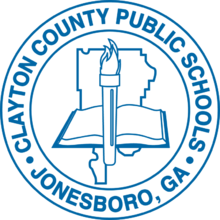 • CLAYTON COUNTY PUBLIC SCHOOLS •
JONESBORO, GA